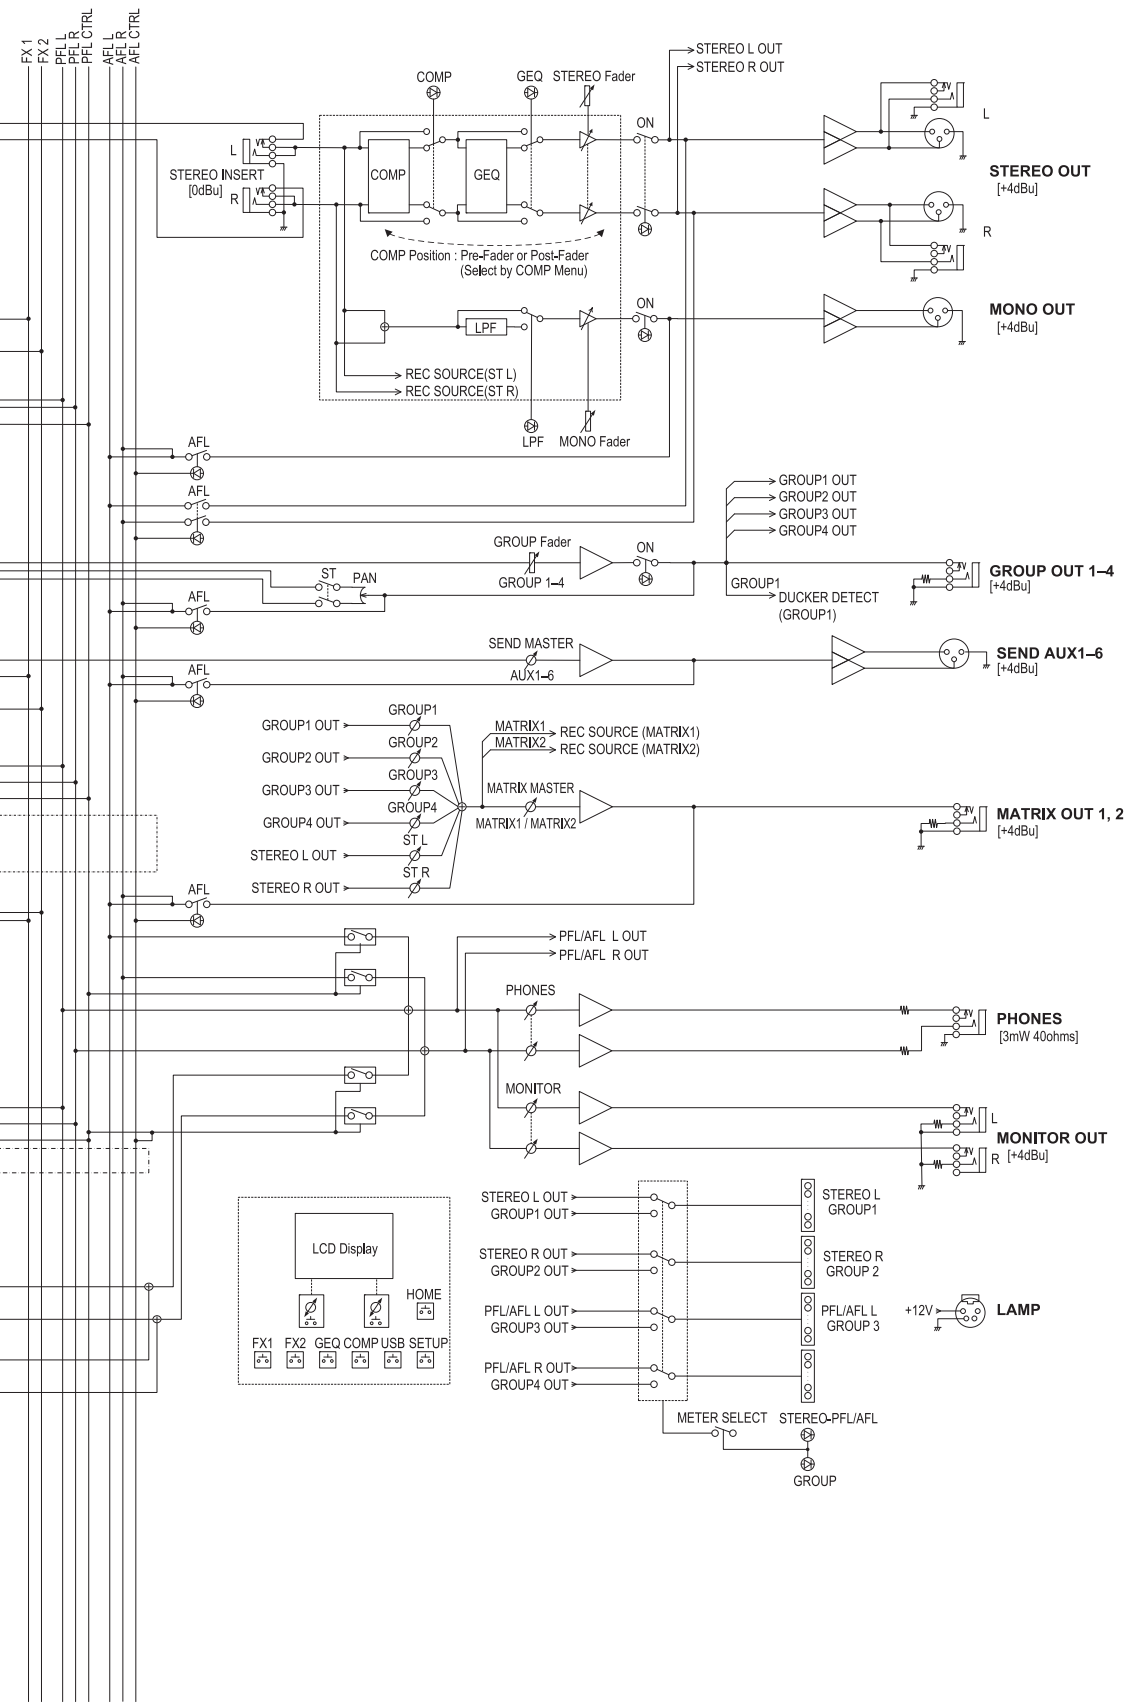 FX 1
FX 2
PFL L
PFL R
PFL CTRL
AFL L
AFL R
AFL CTRL
STEREO L OUT
STEREO R OUT
COMP
GEQ
STEREO Fader
ON
L
STEREO INSERT
[0dBu]
R
COMP
GEQ
L
STEREO OUT
[+4dBu]
R
COMP Position : Pre-Fader or Post-Fader
(Select by COMP Menu)
ON
LPF
MONO OUT
[+4dBu]
REC SOURCE(ST L)
REC SOURCE(ST R)
LPF
MONO Fader
AFL
AFL
GROUP1 OUT
GROUP2 OUT
GROUP3 OUT
GROUP4 OUT
GROUP Fader
GROUP 1–4
ON
ST
PAN
GROUP1
DUCKER DETECT
(GROUP1)
GROUP OUT 1–4
[+4dBu]
AFL
SEND MASTER
AUX1–6
SEND AUX1–6
[+4dBu]
AFL
GROUP1 OUT
GROUP1
GROUP2 OUT
GROUP2
GROUP3 OUT
GROUP3
GROUP4 OUT
GROUP4
STEREO L OUT
ST L
STEREO R OUT
ST R
MATRIX1
REC SOURCE (MATRIX1)
MATRIX2
REC SOURCE (MATRIX2)
MATRIX MASTER
MATRIX1 / MATRIX2
MATRIX OUT 1, 2
[+4dBu]
AFL
PFL/AFL L OUT
PFL/AFL R OUT
PHONES
PHONES
[3mW 40ohms]
MONITOR
L
MONITOR OUT
R [+4dBu]
LCD Display
HOME
FX1 FX2 GEQ COMP USB SETUP
STEREO L OUT
GROUP1 OUT
STEREO L
GROUP1
STEREO R OUT
GROUP2 OUT
STEREO R
GROUP 2
PFL/AFL L OUT
GROUP3 OUT
PFL/AFL L
GROUP 3
PFL/AFL R OUT
GROUP4 OUT
+12V
LAMP
METER SELECT
STEREO-PFL/AFL
GROUP